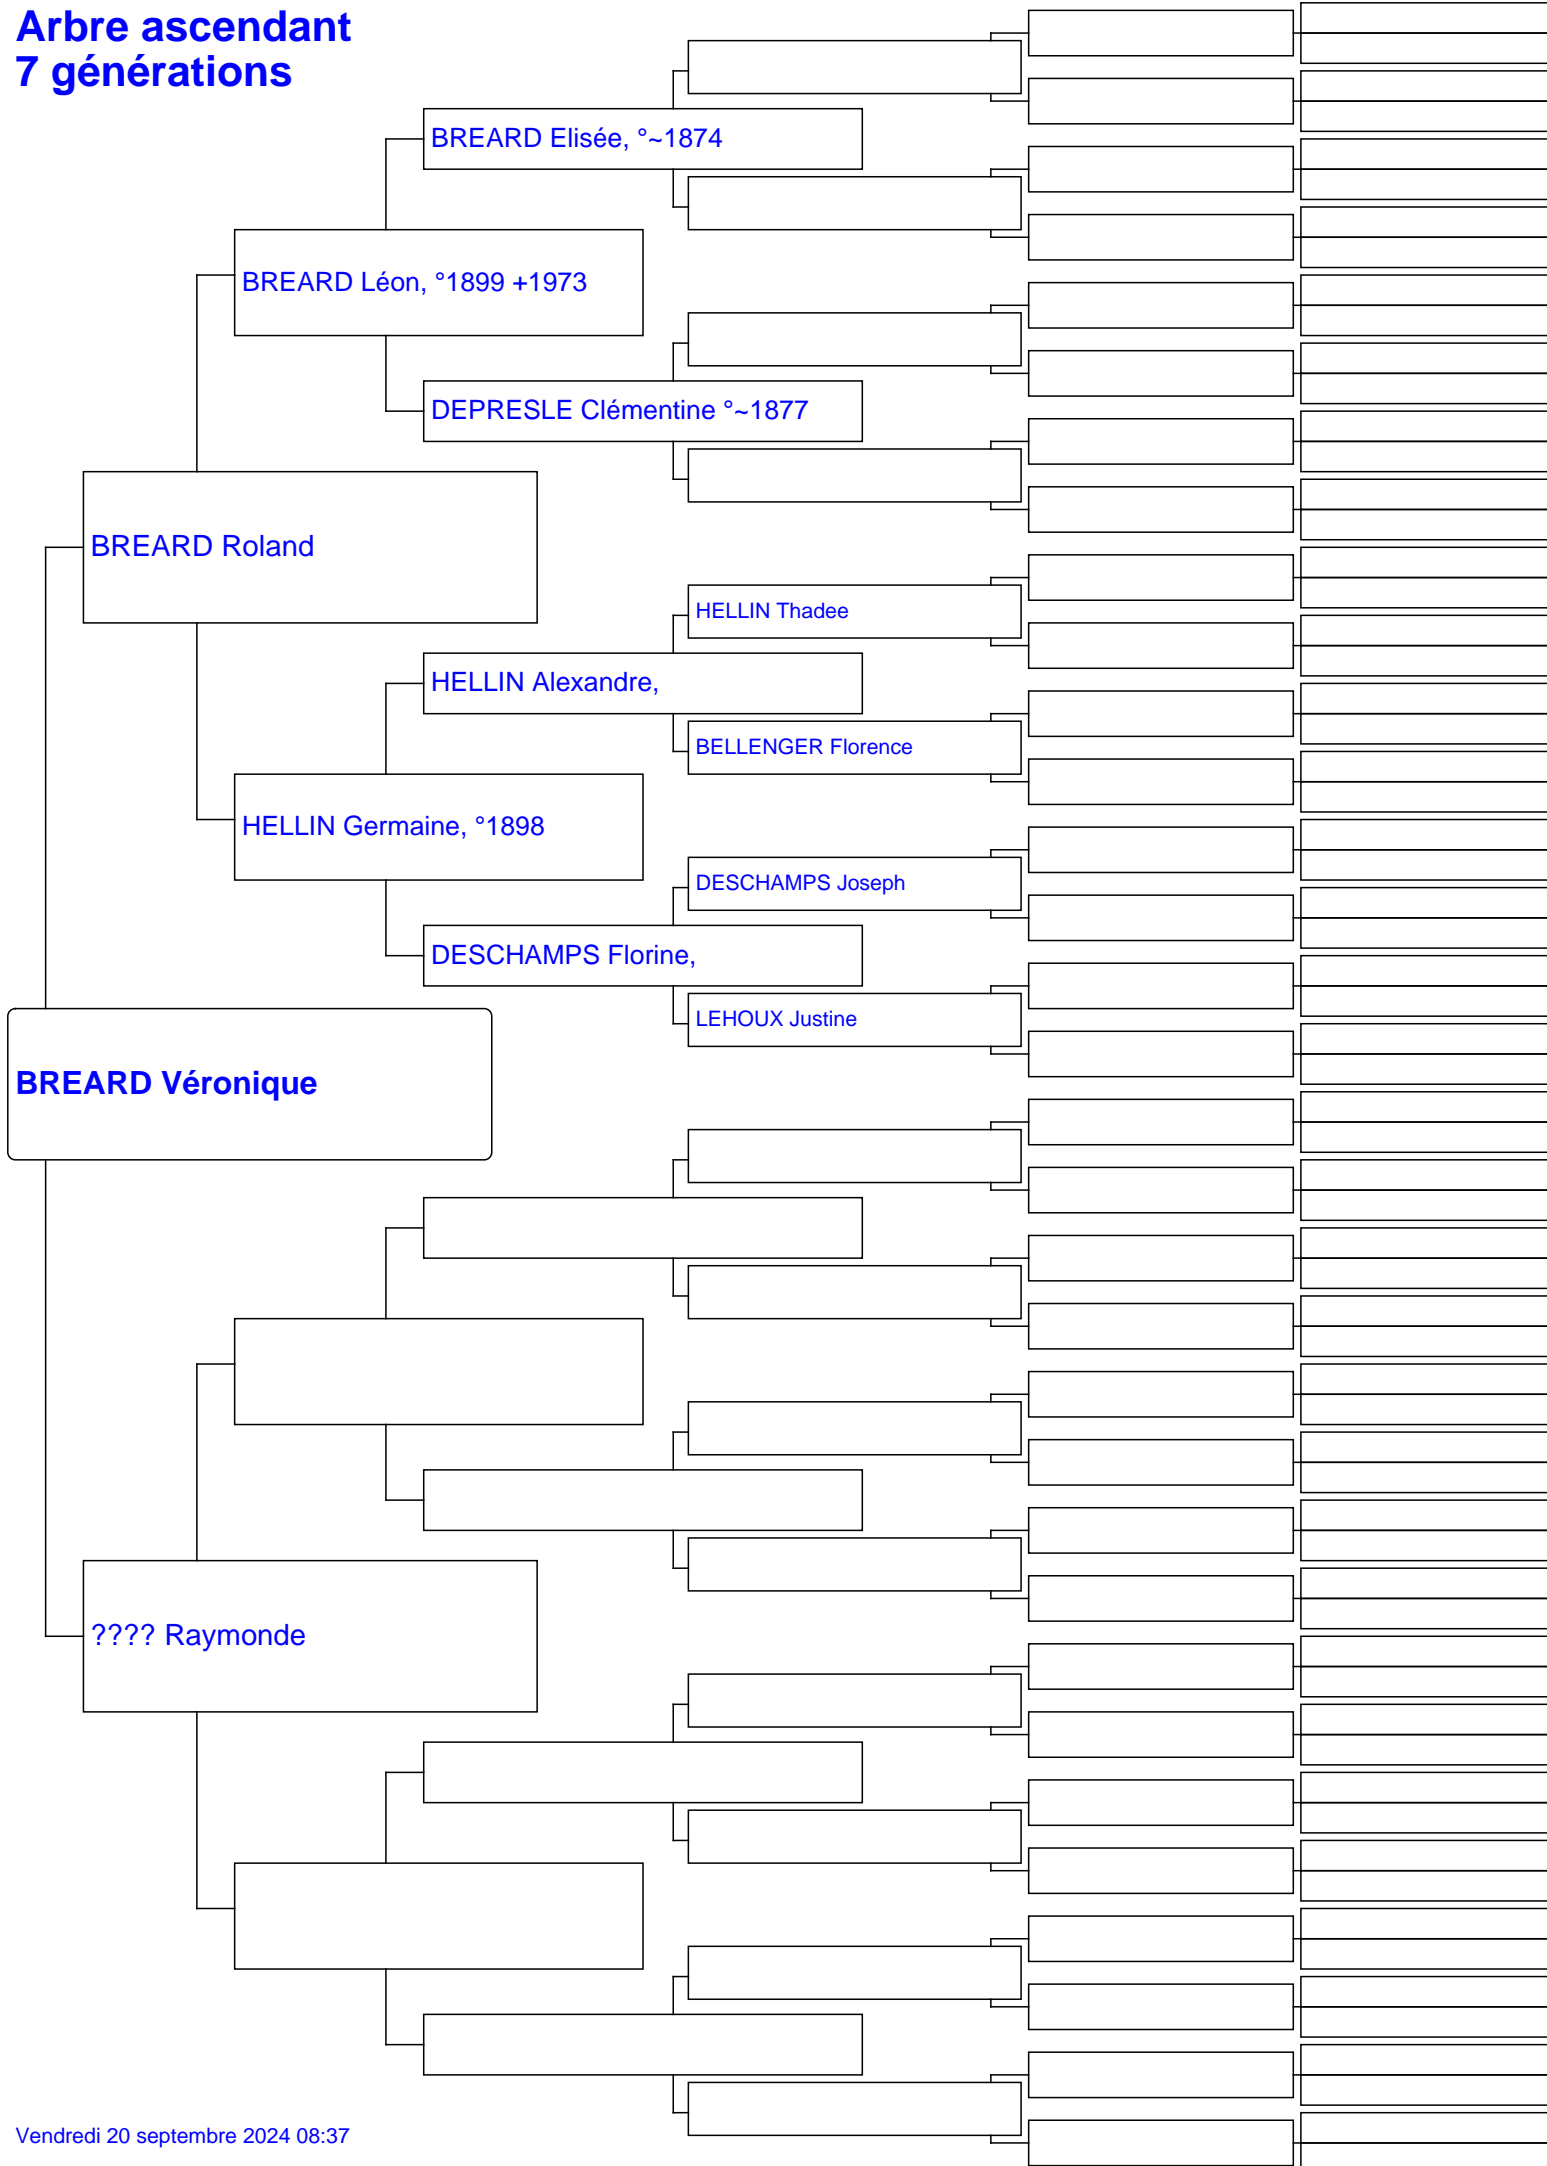 Arbre ascendant
7 générations
BREARD Elisée, °~1874
BREARD Léon, °1899 +1973
DEPRESLE Clémentine °~1877
BREARD Roland
HELLIN Thadee
HELLIN Alexandre,
BELLENGER Florence
HELLIN Germaine, °1898
DESCHAMPS Joseph
DESCHAMPS Florine,
LEHOUX Justine
BREARD Véronique
???? Raymonde
Vendredi 20 septembre 2024 08:37